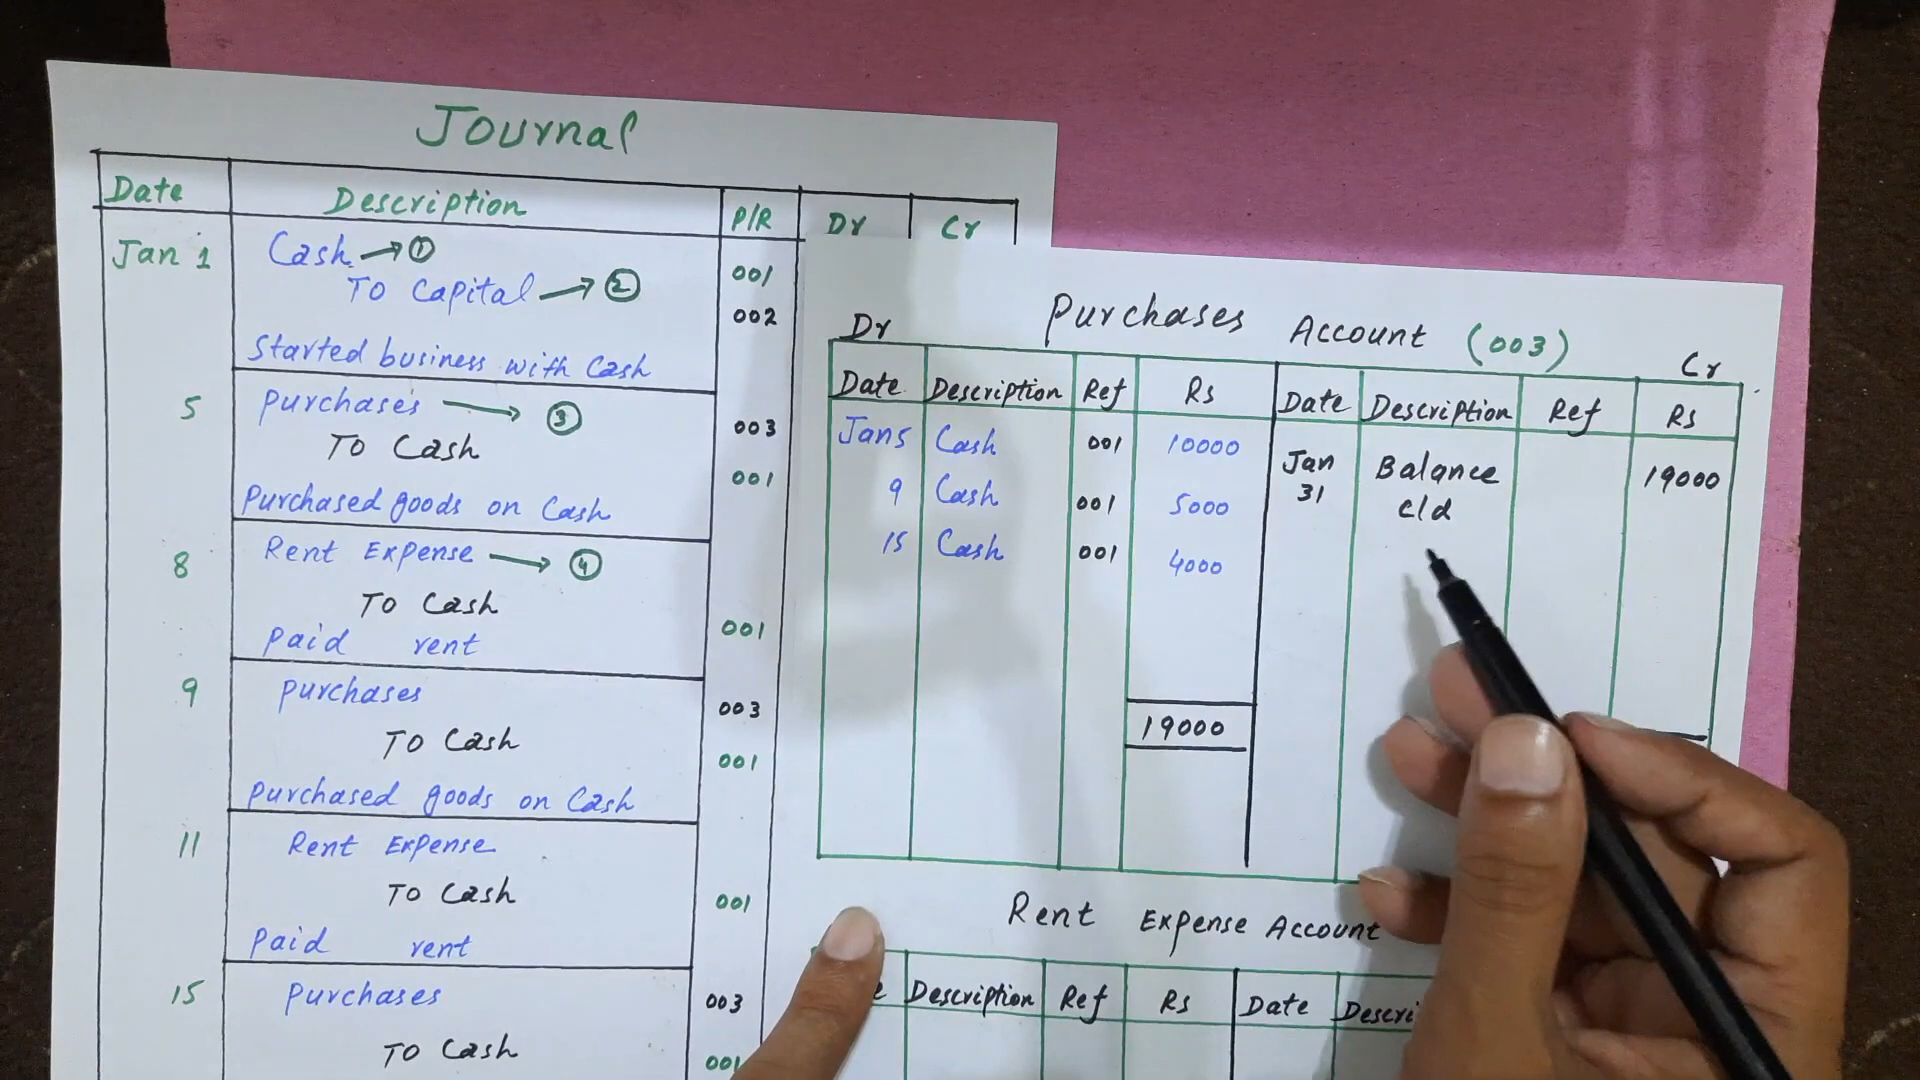 Journal
Date Description P/R Dr Cr
Jan 1 Cash → ① 001
To Capital → ② 002
Started business with Cash
5 Purchases → ③ 003
To Cash 001
Purchased goods on Cash
8 Rent Expense → ④
To Cash 001
Paid rent
9 Purchases 003
To Cash 001
Purchased goods on Cash
11 Rent Expense
To Cash 001
Paid rent
15 Purchases 003
To Cash 001
Dr Purchases Account (003) Cr
Date Description Ref Rs Date Description Ref Rs
Jan 5 Cash 001 10000 Jan 31 Balance c/d 19000
9 Cash 001 5000
15 Cash 001 4000
19000
Rent Expense Account
Description Ref Rs Date